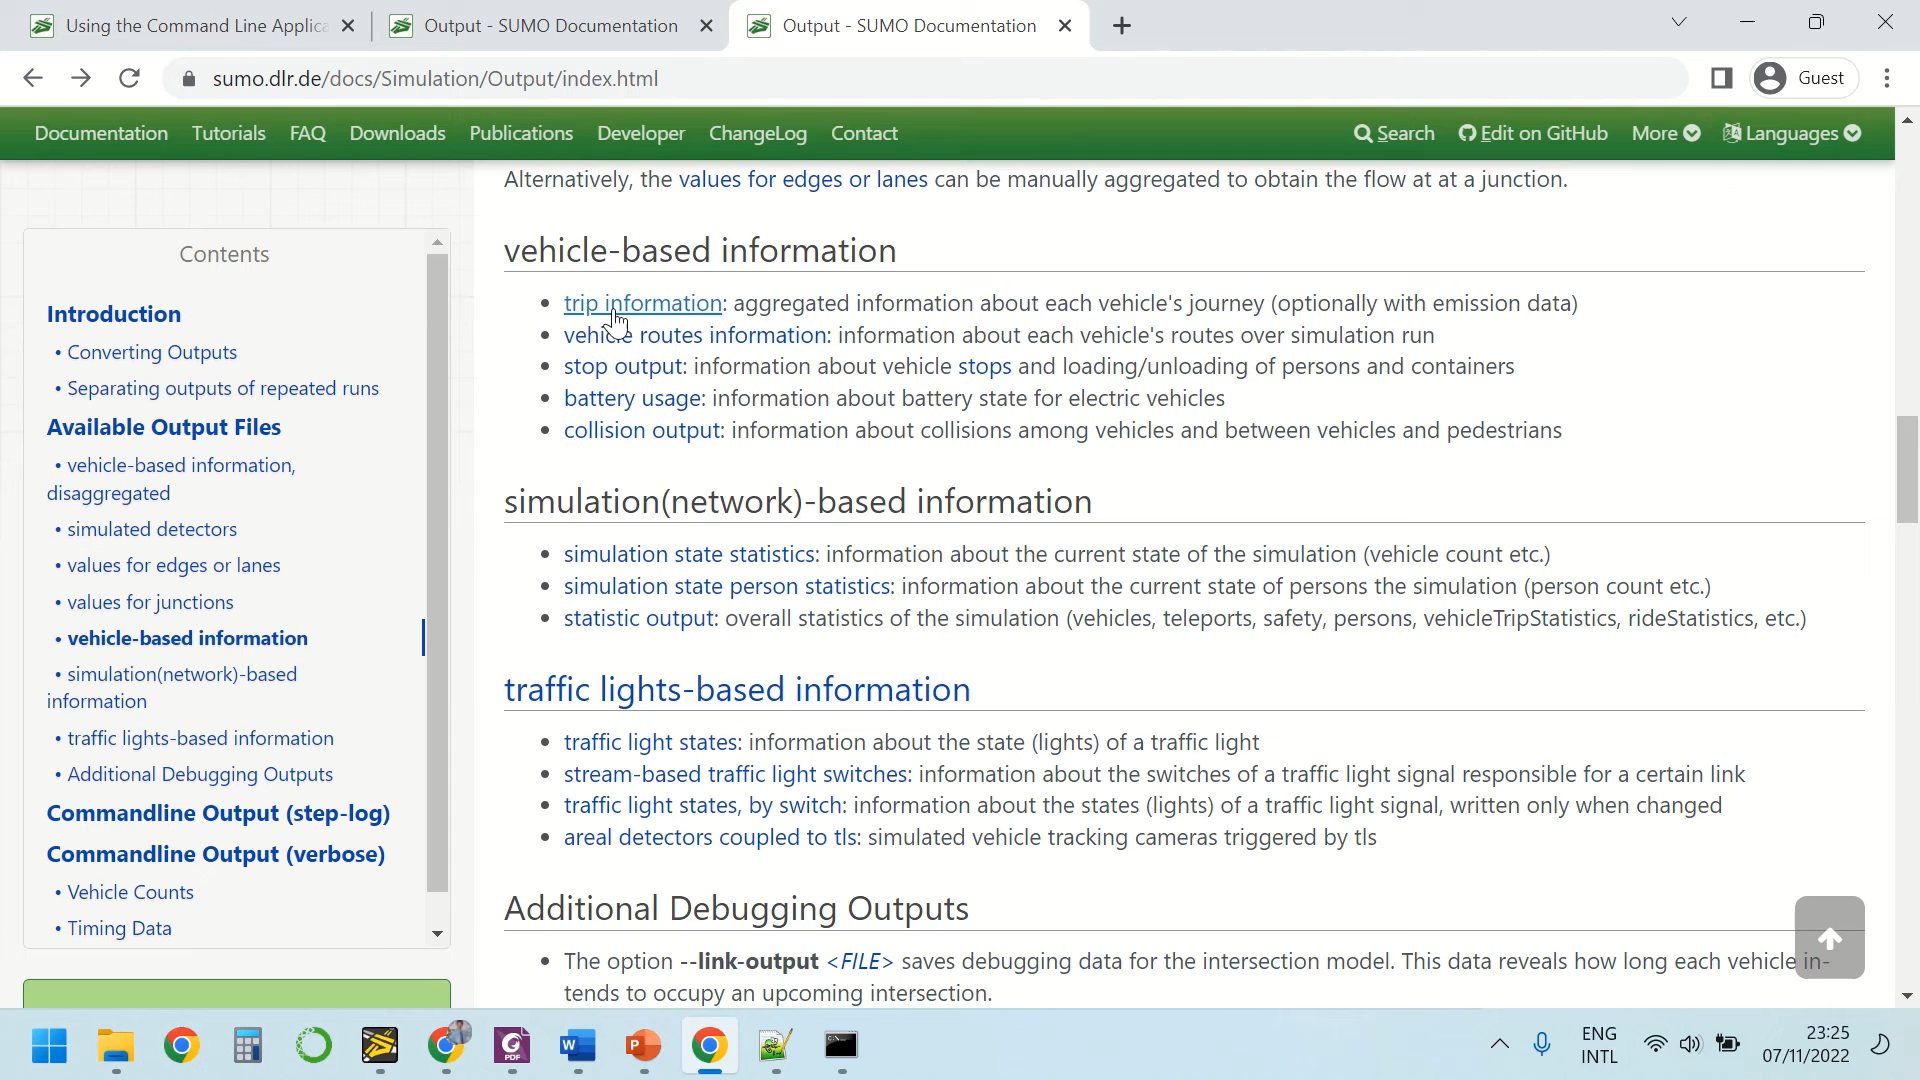 Using the Command Line Applica
Output - SUMO Documentation
Output - SUMO Documentation
sumo.dlr.de/docs/Simulation/Output/index.html
Guest
Documentation
Tutorials
FAQ
Downloads
Publications
Developer
ChangeLog
Contact
Search
Edit on GitHub
More
Languages
Contents
Introduction
• Converting Outputs
• Separating outputs of repeated runs
Available Output Files
• vehicle-based information,
disaggregated
• simulated detectors
• values for edges or lanes
• values for junctions
• vehicle-based information
• simulation(network)-based
information
• traffic lights-based information
• Additional Debugging Outputs
Commandline Output (step-log)
Commandline Output (verbose)
• Vehicle Counts
• Timing Data
Alternatively, the values for edges or lanes can be manually aggregated to obtain the flow at at a junction.
vehicle-based information
• trip information: aggregated information about each vehicle's journey (optionally with emission data)
• vehicle routes information: information about each vehicle's routes over simulation run
• stop output: information about vehicle stops and loading/unloading of persons and containers
• battery usage: information about battery state for electric vehicles
• collision output: information about collisions among vehicles and between vehicles and pedestrians
simulation(network)-based information
• simulation state statistics: information about the current state of the simulation (vehicle count etc.)
• simulation state person statistics: information about the current state of persons the simulation (person count etc.)
• statistic output: overall statistics of the simulation (vehicles, teleports, safety, persons, vehicleTripStatistics, rideStatistics, etc.)
traffic lights-based information
• traffic light states: information about the state (lights) of a traffic light
• stream-based traffic light switches: information about the switches of a traffic light signal responsible for a certain link
• traffic light states, by switch: information about the states (lights) of a traffic light signal, written only when changed
• areal detectors coupled to tls: simulated vehicle tracking cameras triggered by tls
Additional Debugging Outputs
• The option --link-output <FILE> saves debugging data for the intersection model. This data reveals how long each vehicle in-
tends to occupy an upcoming intersection.
ENG
INTL
23:25
07/11/2022